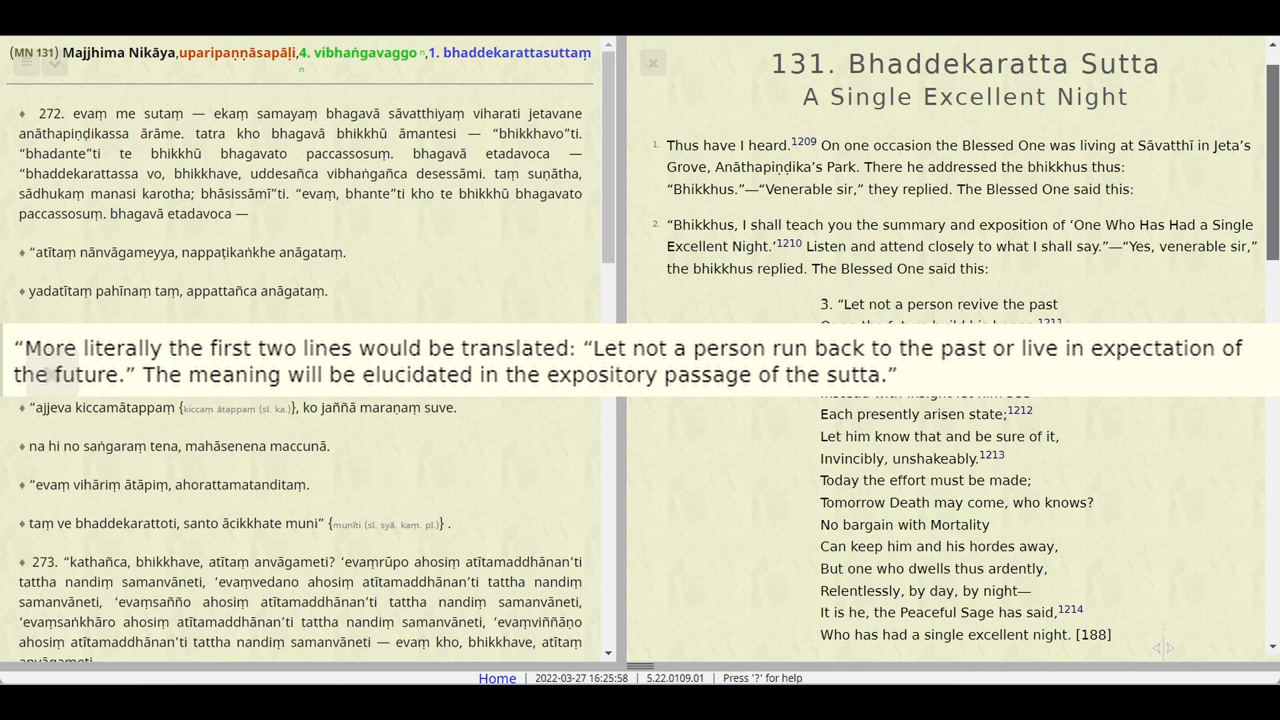 (MN 131) Majjhima Nikāya,uparipaṇṇāsapāḷi,4. vibhaṅgavaggo n,1. bhaddekarattasuttaṃ
n
♦ 272. evaṃ me sutaṃ — ekaṃ samayaṃ bhagavā sāvatthiyaṃ viharati jetavane
anāthapiṇḍikassa ārāme. tatra kho bhagavā bhikkhū āmantesi — “bhikkhavo”ti.
“bhadante”ti te bhikkhū bhagavato paccassosuṃ. bhagavā etadavoca —
“bhaddekarattassa vo, bhikkhave, uddesañca vibhaṅgañca desessāmi. taṃ suṇātha,
sādhukaṃ manasi karotha; bhāsissāmī”ti. “evaṃ, bhante”ti kho te bhikkhū bhagavato
paccassosuṃ. bhagavā etadavoca —
♦ “atītaṃ nānvāgameyya, nappaṭikaṅkhe anāgataṃ.
♦ yadatītaṃ pahīnaṃ taṃ, appattañca anāgataṃ.
“More literally the first two lines would be translated: “Let not a person run back to the past or live in expectation of
the future.” The meaning will be elucidated in the expository passage of the sutta.”
♦ “ajjeva kiccamātappaṃ {kiccaṃ ātappaṃ (sī. ka.)}, ko jaññā maraṇaṃ suve.
♦ na hi no saṅgaraṃ tena, mahāsenena maccunā.
♦ “evaṃ vihāriṃ ātāpiṃ, ahorattamatanditaṃ.
♦ taṃ ve bhaddekarattoti, santo ācikkhate muni” {munīti (sī. syā. kaṃ. pī.)} .
♦ 273. “kathañca, bhikkhave, atītaṃ anvāgameti? ‘evaṃrūpo ahosiṃ atītamaddhānan’ti
tattha nandiṃ samanvāneti, ‘evaṃvedano ahosiṃ atītamaddhānan’ti tattha nandiṃ
samanvāneti, ‘evaṃsañño ahosiṃ atītamaddhānan’ti tattha nandiṃ samanvāneti,
‘evaṃsaṅkhāro ahosiṃ atītamaddhānan’ti tattha nandiṃ samanvāneti, ‘evaṃviññāṇo
ahosiṃ atītamaddhānan’ti tattha nandiṃ samanvāneti — evaṃ kho, bhikkhave, atītaṃ
131. Bhaddekaratta Sutta
A Single Excellent Night
1. Thus have I heard.1209 On one occasion the Blessed One was living at Sāvatthī in Jeta’s
Grove, Anāthapiṇḍika’s Park. There he addressed the bhikkhus thus:
“Bhikkhus.”—“Venerable sir,” they replied. The Blessed One said this:
2. “Bhikkhus, I shall teach you the summary and exposition of ‘One Who Has Had a Single
Excellent Night.’1210 Listen and attend closely to what I shall say.”—“Yes, venerable sir,”
the bhikkhus replied. The Blessed One said this:
3. “Let not a person revive the past
1211
Each presently arisen state;1212
Let him know that and be sure of it,
Invincibly, unshakeably.1213
Today the effort must be made;
Tomorrow Death may come, who knows?
No bargain with Mortality
Can keep him and his hordes away,
But one who dwells thus ardently,
Relentlessly, by day, by night—
It is he, the Peaceful Sage has said,1214
Who has had a single excellent night. [188]
Home | 2022-03-27 16:25:58 | 5.22.0109.01 | Press '?' for help